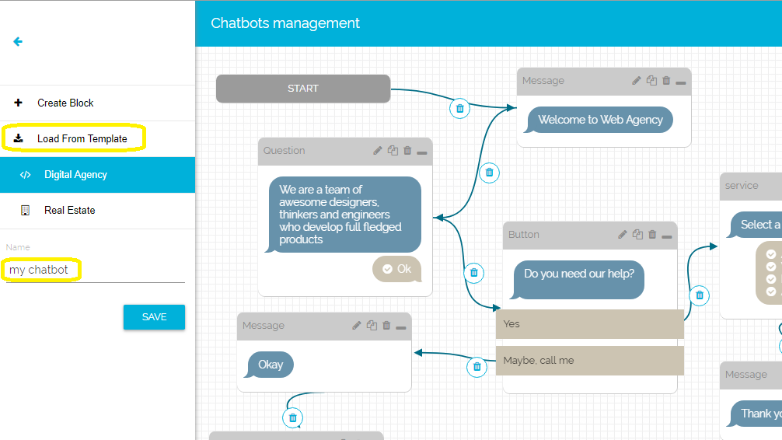 Chatbots management
Create Block
Load From Template
Digital Agency
Real Estate
Name
my chatbot
SAVE
START
Message
Welcome to Web Agency
Question
We are a team of
awesome designers,
thinkers and engineers
who develop full fledged
products
Ok
Button
Do you need our help?
Yes
Maybe, call me
Message
Okay
service
Select a
Message
Thank yo